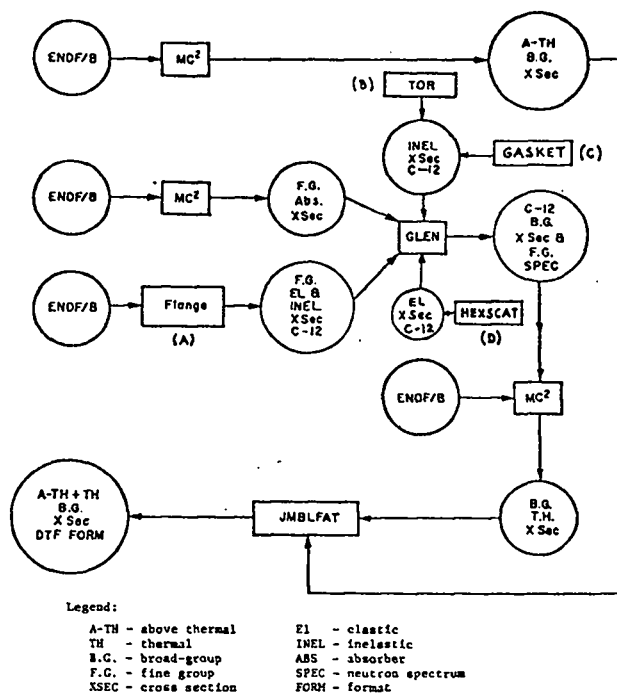 ENDF/B
MC²
A-TH
B.G.
X Sec
(B)
TOR
INEL
X Sec
C-12
GASKET
(C)
ENDF/B
MC²
F.G.
Abs.
XSec
GLEN
C-12
B.G.
X Sec &
F.G.
SPEC
ENDF/B
Flange
(A)
F.G.
EL &
INEL
XSec
C-12
EL
XSec
C-12
HEXSCAT
(D)
ENDF/B
MC²
A-TH + TH
B.G.
X Sec
DTF FORM
JMBLFAT
B.G.
T.H.
X Sec
Legend:
A-TH - above thermal
TH - thermal
B.G. - broad-group
F.G. - fine group
XSEC - cross section
El - elastic
INEL - inelastic
ABS - absorber
SPEC - neutron spectrum
FORM - format